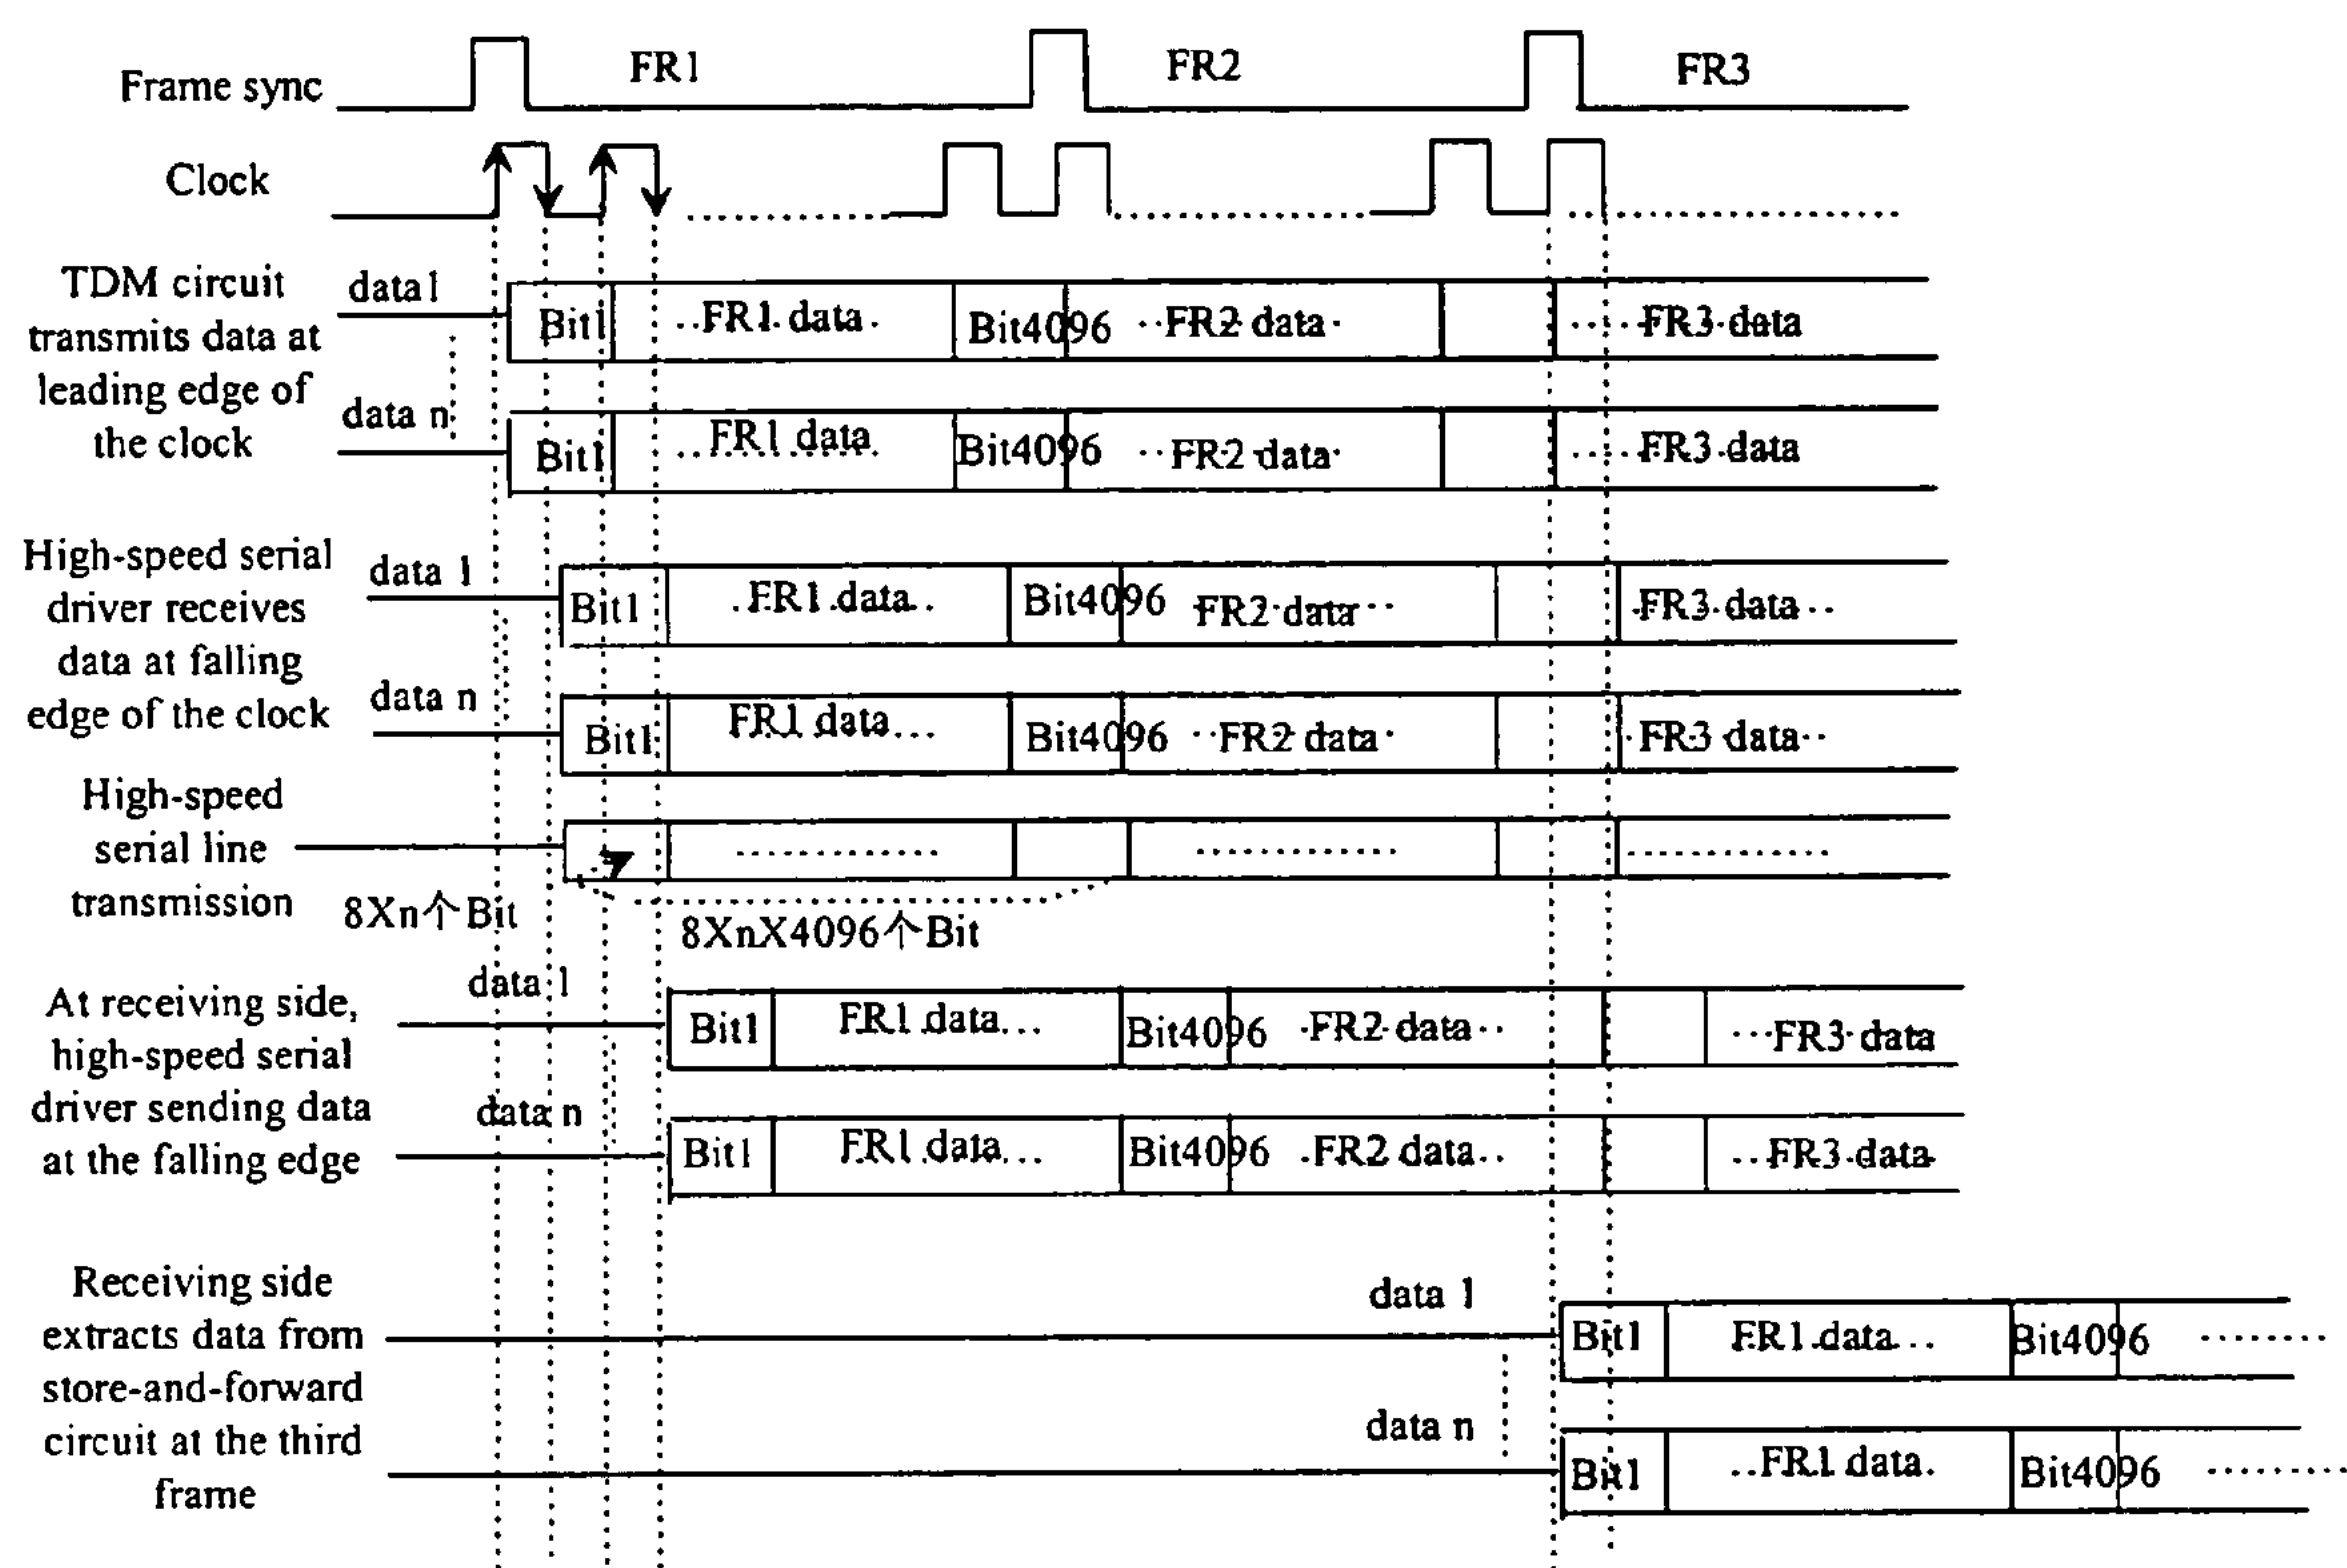 FR1 FR2 FR3
Frame sync
Clock
TDM circuit
transmits data at
leading edge of
the clock
data1
Bit1 FR1 data Bit4096 FR2 data FR3 data
data n
Bit1 FR1 data Bit4096 FR2 data FR3 data
High-speed serial
driver receives
data at falling
edge of the clock
data 1
Bit1 FR1 data Bit4096 FR2 data FR3 data
data n
Bit1 FR1 data Bit4096 FR2 data FR3 data
High-speed
serial line
transmission
8Xn个Bit
8XnX4096个Bit
At receiving side,
high-speed serial
driver sending data
at the falling edge
data 1
Bit1 FR1 data Bit4096 FR2 data FR3 data
data n
Bit1 FR1 data Bit4096 FR2 data FR3 data
Receiving side
extracts data from
store-and-forward
circuit at the third
frame
data 1
Bit1 FR1 data Bit4096
data n
Bit1 FR1 data Bit4096